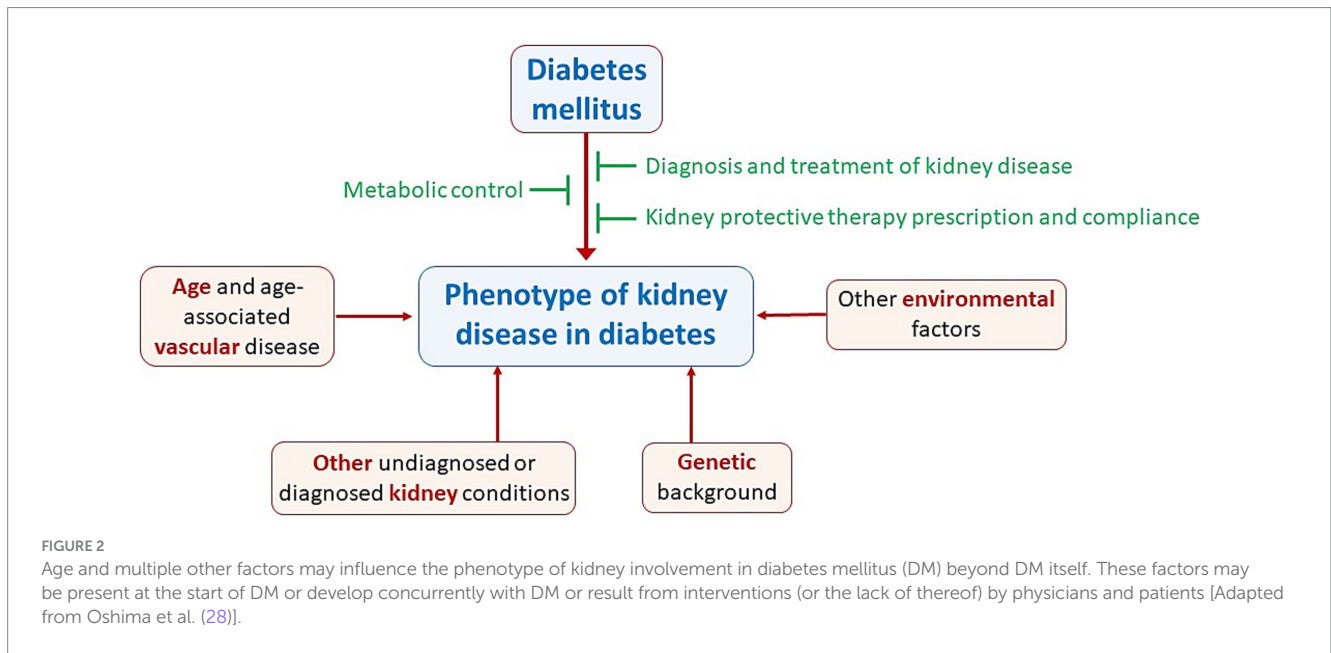 Diabetes
mellitus
Diagnosis and treatment of kidney disease
Metabolic control
Kidney protective therapy prescription and compliance
Age and age-
associated
vascular disease
Phenotype of kidney
disease in diabetes
Other environmental
factors
Other undiagnosed or
diagnosed kidney conditions
Genetic
background
FIGURE 2
Age and multiple other factors may influence the phenotype of kidney involvement in diabetes mellitus (DM) beyond DM itself. These factors may
be present at the start of DM or develop concurrently with DM or result from interventions (or the lack of thereof) by physicians and patients [Adapted
from Oshima et al. (28)].